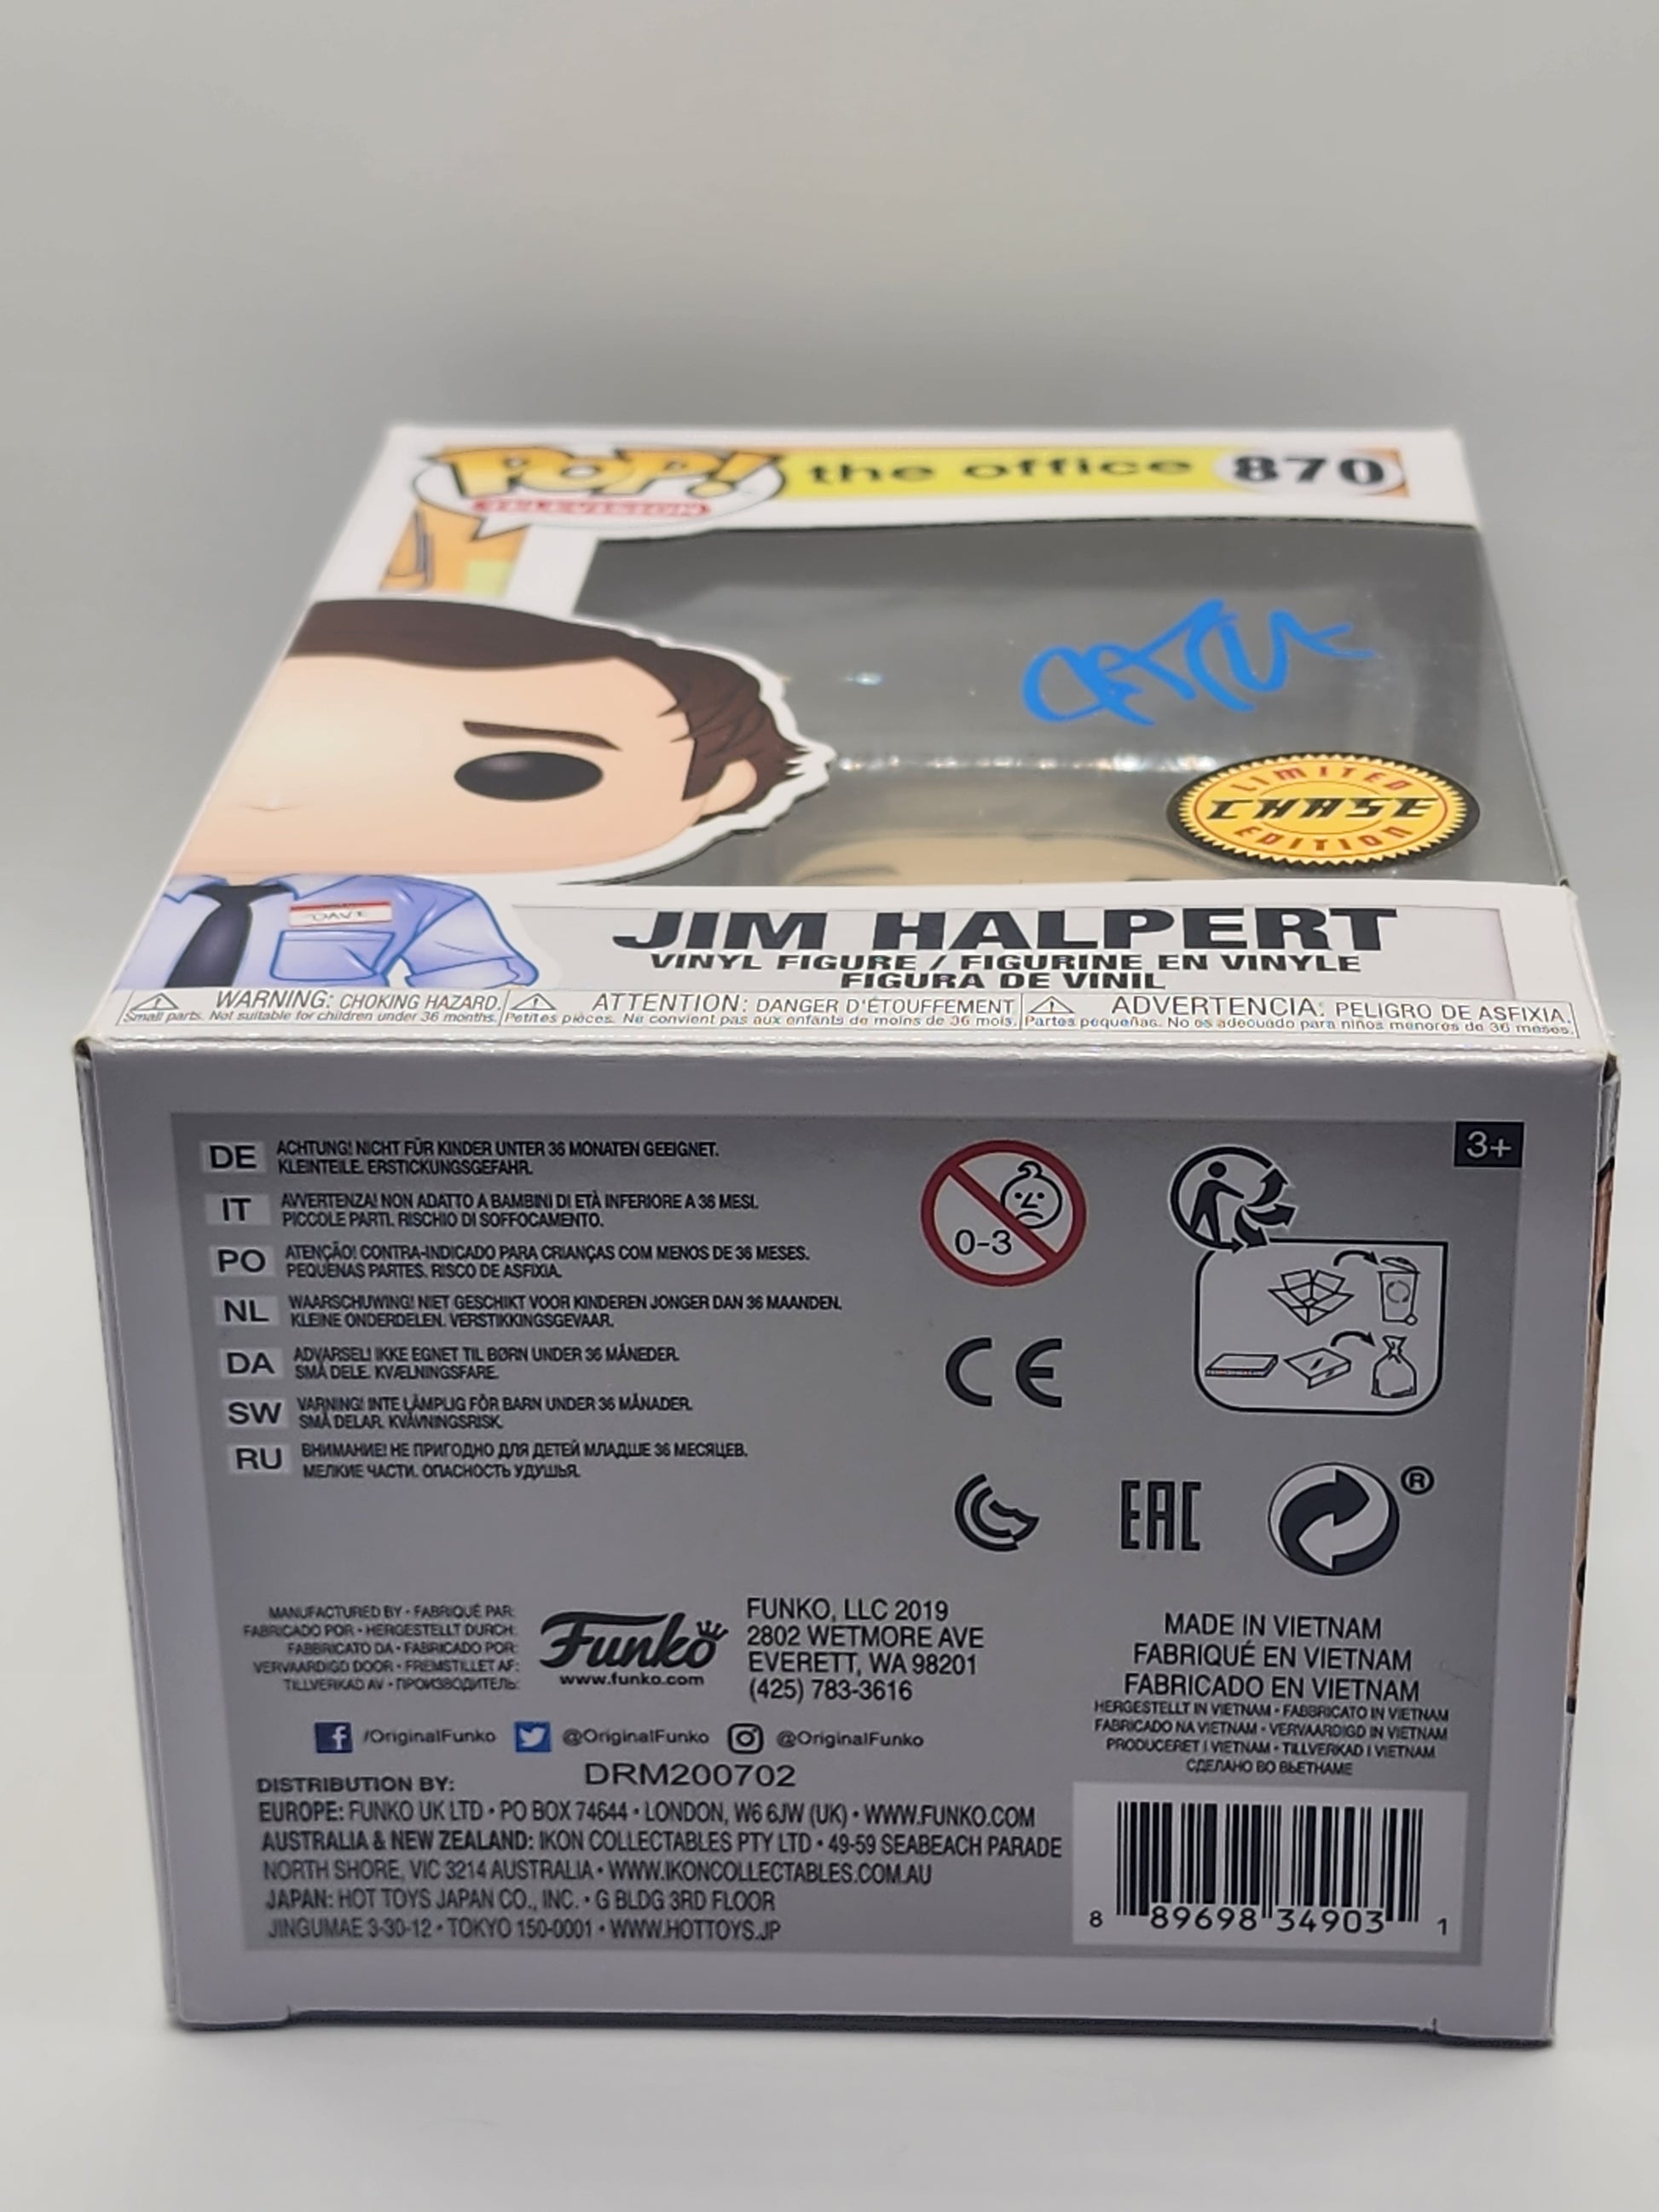 POP! the office 870
TELEVISION
LIMITED
CHASE
EDITION
DAVE
JIM HALPERT
VINYL FIGURE / FIGURINE EN VINYLE
FIGURA DE VINIL
WARNING: CHOKING HAZARD.
Small parts. Not suitable for children under 36 months.
ATTENTION: DANGER D'ÉTOUFFEMENT
Petites pièces. Ne convient pas aux enfants de moins de 36 mois.
ADVERTENCIA: PELIGRO DE ASFIXIA.
Partes pequeñas. No es adecuado para niños menores de 36 meses.
DE ACHTUNG! NICHT FÜR KINDER UNTER 36 MONATEN GEEIGNET.
KLEINTEILE. ERSTICKUNGSGEFAHR.
IT AVVERTENZA! NON ADATTO A BAMBINI DI ETÀ INFERIORE A 36 MESI.
PICCOLE PARTI. RISCHIO DI SOFFOCAMENTO.
PO ATENÇÃO! CONTRA-INDICADO PARA CRIANÇAS COM MENOS DE 36 MESES.
PEQUENAS PARTES. RISCO DE ASFIXIA.
NL WAARSCHUWING! NIET GESCHIKT VOOR KINDEREN JONGER DAN 36 MAANDEN.
KLEINE ONDERDELEN. VERSTIKKINGSGEVAAR.
DA ADVARSEL! IKKE EGNET TIL BØRN UNDER 36 MÅNEDER.
SMÅ DELE. KVÆLNINGSFARE.
SW VARNING! INTE LÄMPLIG FÖR BARN UNDER 36 MÅNADER.
SMÅ DELAR. KVÄVNINGSRISK.
RU ВНИМАНИЕ! НЕ ПРИГОДНО ДЛЯ ДЕТЕЙ МЛАДШЕ 36 МЕСЯЦЕВ.
МЕЛКИЕ ЧАСТИ. ОПАСНОСТЬ УДУШЬЯ.
0-3
3+
CE
EAC
®
MANUFACTURED BY • FABRIQUÉ PAR:
FABRICADO POR • HERGESTELLT DURCH:
FABBRICATO DA • FABRICADO POR:
VERVAARDIGD DOOR • FREMSTILLET AF:
TILLVERKAD AV • ПРОИЗВОДИТЕЛЬ:
Funko
www.funko.com
FUNKO, LLC 2019
2802 WETMORE AVE
EVERETT, WA 98201
(425) 783-3616
MADE IN VIETNAM
FABRIQUÉ EN VIETNAM
FABRICADO EN VIETNAM
HERGESTELLT IN VIETNAM • FABBRICATO IN VIETNAM
FABRICADO NA VIETNAM • VERVAARDIGD IN VIETNAM
PRODUCERET I VIETNAM • TILLVERKAD I VIETNAM
СДЕЛАНО ВО ВЬЕТНАМЕ
/OriginalFunko @OriginalFunko @OriginalFunko
DRM200702
DISTRIBUTION BY:
EUROPE: FUNKO UK LTD • PO BOX 74644 • LONDON, W6 6JW (UK) • WWW.FUNKO.COM
AUSTRALIA & NEW ZEALAND: IKON COLLECTABLES PTY LTD • 49-59 SEABEACH PARADE
NORTH SHORE, VIC 3214 AUSTRALIA • WWW.IKONCOLLECTABLES.COM.AU
JAPAN: HOT TOYS JAPAN CO., INC. • G BLDG 3RD FLOOR
JINGUMAE 3-30-12 • TOKYO 150-0001 • WWW.HOTTOYS.JP
8 89698 34903 1